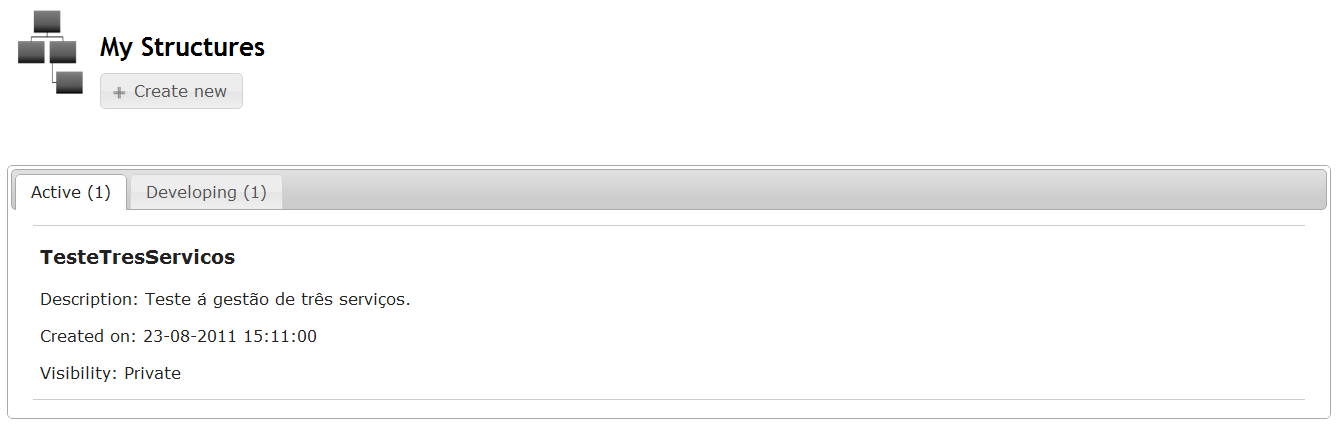 My Structures
Create new
Active (1)
Developing (1)
TesteTresServicos
Description: Teste á gestão de três serviços.
Created on: 23-08-2011 15:11:00
Visibility: Private